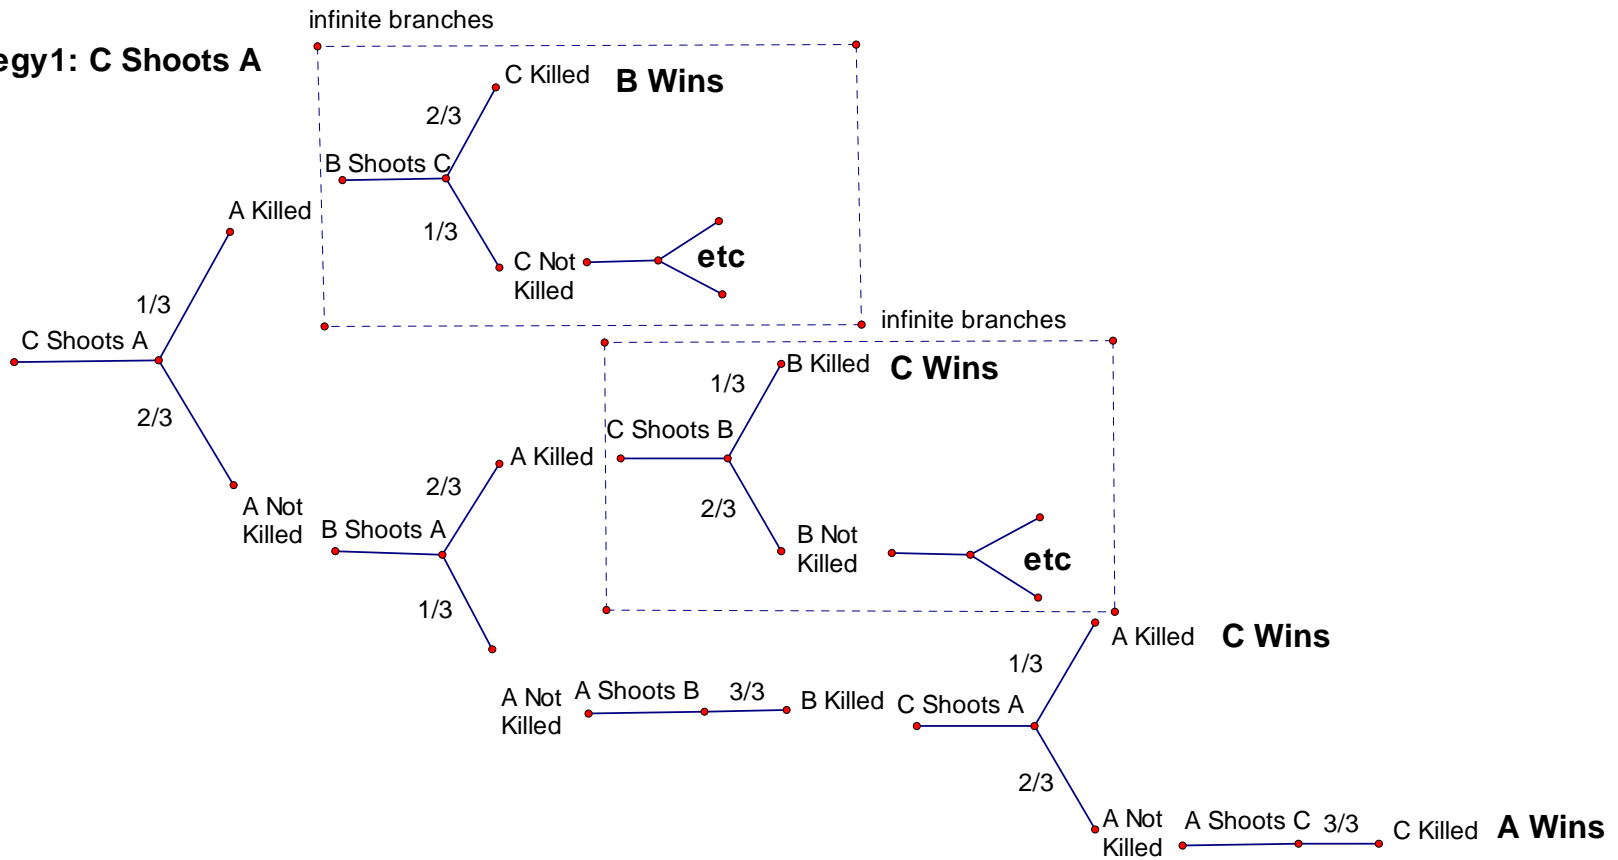 infinite branches
egy1: C Shoots A
C Killed
B Wins
2/3
B Shoots C
A Killed
1/3
etc
C Not
Killed
1/3
C Shoots A
infinite branches
B Killed
C Wins
1/3
2/3
C Shoots B
A Killed
2/3
2/3
A Not
Killed
B Shoots A
B Not
Killed
etc
1/3
A Killed
C Wins
1/3
A Not
Killed
A Shoots B
3/3
B Killed
C Shoots A
2/3
A Not
Killed
A Shoots C
3/3
C Killed
A Wins